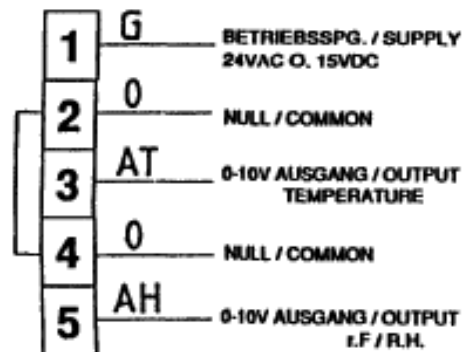 1 G BETRIEBSSPG. / SUPPLY
24VAC O. 15VDC
2 0 NULL / COMMON
3 AT 0-10V AUSGANG / OUTPUT
TEMPERATURE
4 0 NULL / COMMON
5 AH 0-10V AUSGANG / OUTPUT
r.F / R.H.